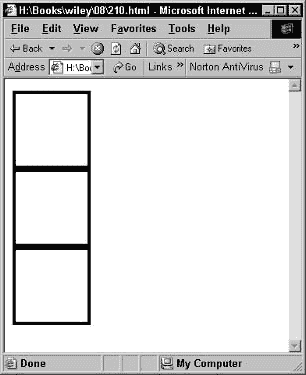 H:\Books\wiley\08\210.html - Microsoft Internet ...
File Edit View Favorites Tools Help
Back Search Favorites »
Address H:\Boo Go Links » Norton AntiVirus
Done My Computer